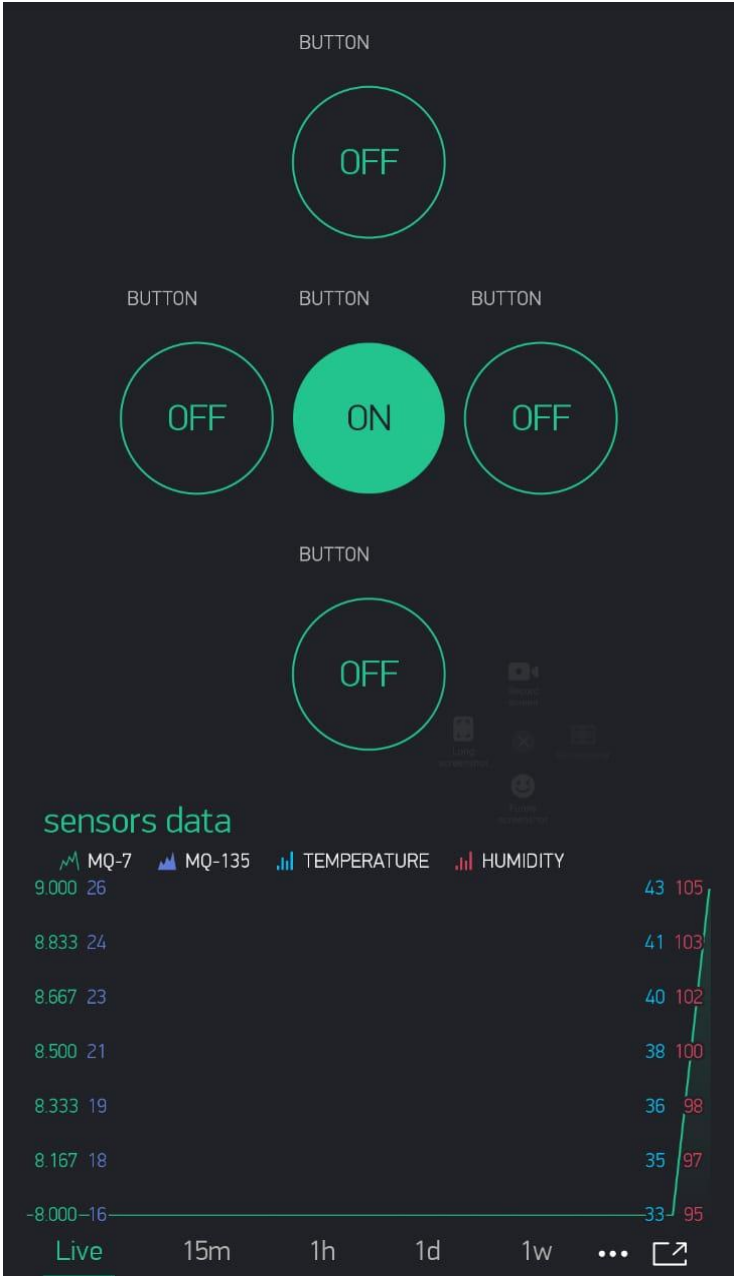 BUTTON
OFF
BUTTON BUTTON BUTTON
OFF ON OFF
BUTTON
OFF
sensors data
MQ-7 MQ-135 TEMPERATURE HUMIDITY
9.000 26 43 105
8.833 24 41 103
8.667 23 40 102
8.500 21 38 100
8.333 19 36 98
8.167 18 35 97
8.000 16 33 95
Live 15m 1h 1d 1w